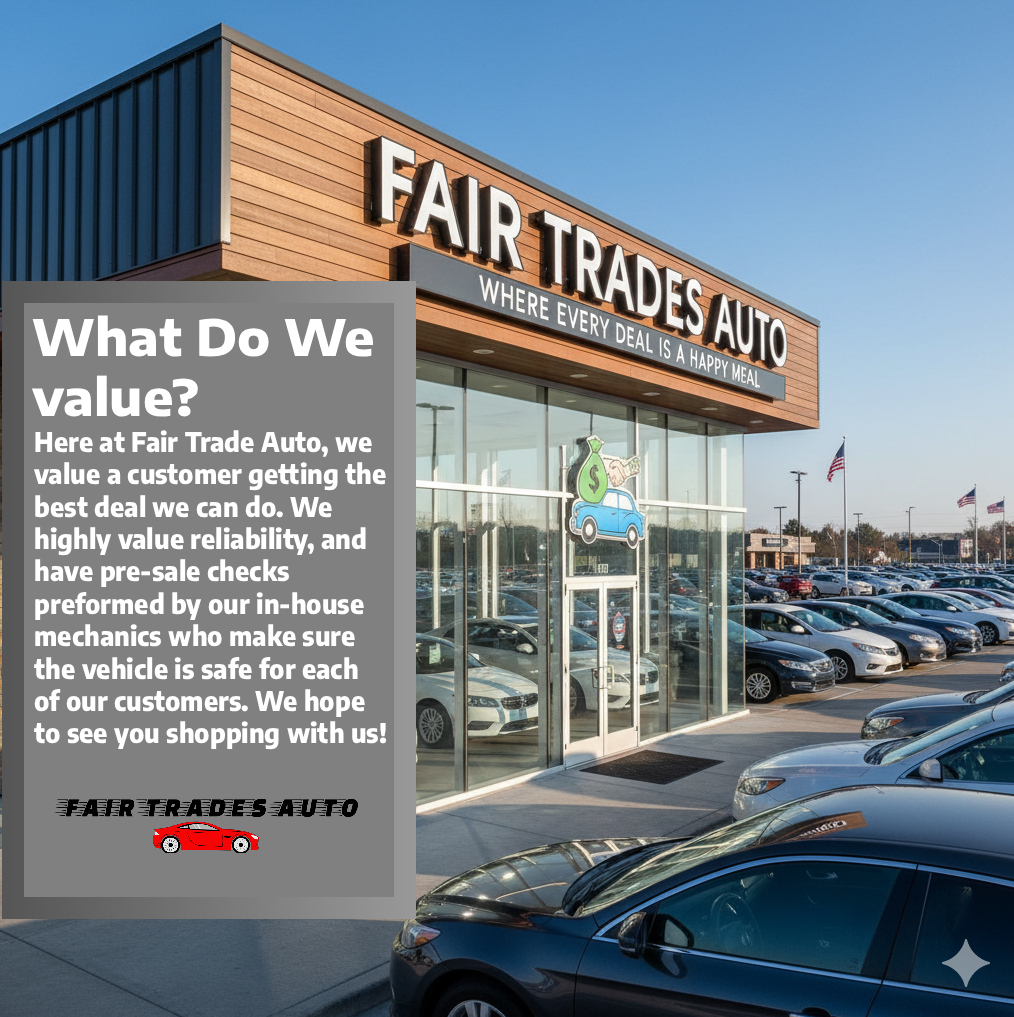 FAIR TRADES AUTO
WHERE EVERY DEAL IS A HAPPY MEAL
$
What Do We
value?
Here at Fair Trade Auto, we
value a customer getting the
best deal we can do. We
highly value reliability, and
have pre-sale checks
preformed by our in-house
mechanics who make sure
the vehicle is safe for each
of our customers. We hope
to see you shopping with us!
FAIR TRADES AUTO